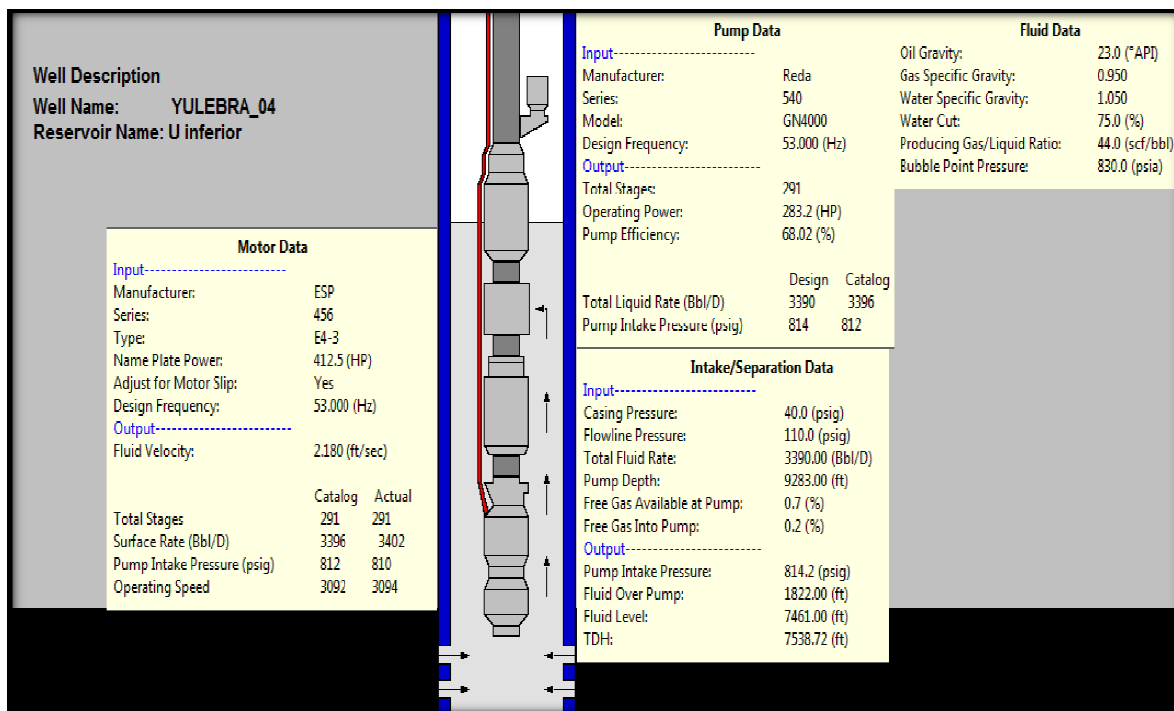 Well Description
Well Name: YULEBRA_04
Reservoir Name: U inferior
Motor Data
Input--------------------------
Manufacturer: ESP
Series: 456
Type: E4-3
Name Plate Power: 412.5 (HP)
Adjust for Motor Slip: Yes
Design Frequency: 53.000 (Hz)
Output-------------------------
Fluid Velocity: 2.180 (ft/sec)
Catalog Actual
Total Stages 291 291
Surface Rate (Bbl/D) 3396 3402
Pump Intake Pressure (psig) 812 810
Operating Speed 3092 3094
Pump Data
Input--------------------------
Manufacturer: Reda
Series: 540
Model: GN4000
Design Frequency: 53.000 (Hz)
Output-------------------------
Total Stages: 291
Operating Power: 283.2 (HP)
Pump Efficiency: 68.02 (%)
Design Catalog
Total Liquid Rate (Bbl/D) 3390 3396
Pump Intake Pressure (psig) 814 812
Fluid Data
Oil Gravity: 23.0 (°API)
Gas Specific Gravity: 0.950
Water Specific Gravity: 1.050
Water Cut: 75.0 (%)
Producing Gas/Liquid Ratio: 44.0 (scf/bbl)
Bubble Point Pressure: 830.0 (psia)
Intake/Separation Data
Input--------------------------
Casing Pressure: 40.0 (psig)
Flowline Pressure: 110.0 (psig)
Total Fluid Rate: 3390.00 (Bbl/D)
Pump Depth: 9283.00 (ft)
Free Gas Available at Pump: 0.7 (%)
Free Gas Into Pump: 0.2 (%)
Output-------------------------
Pump Intake Pressure: 814.2 (psig)
Fluid Over Pump: 1822.00 (ft)
Fluid Level: 7461.00 (ft)
TDH: 7538.72 (ft)